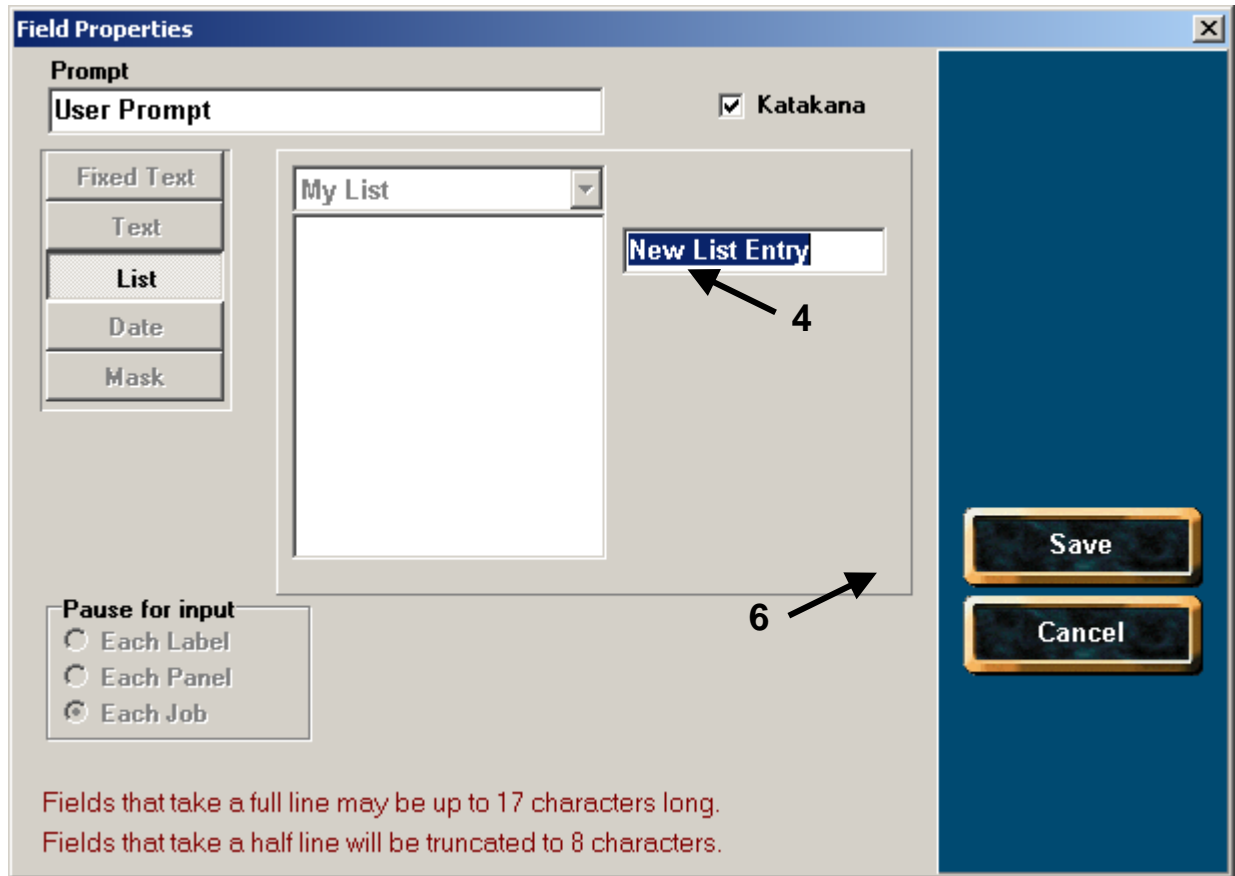 Field Properties
Prompt
User Prompt
Katakana
Fixed Text
Text
List
Date
Mask
My List
New List Entry
4
6
Save
Cancel
Pause for input
Each Label
Each Panel
Each Job
Fields that take a full line may be up to 17 characters long.
Fields that take a half line will be truncated to 8 characters.